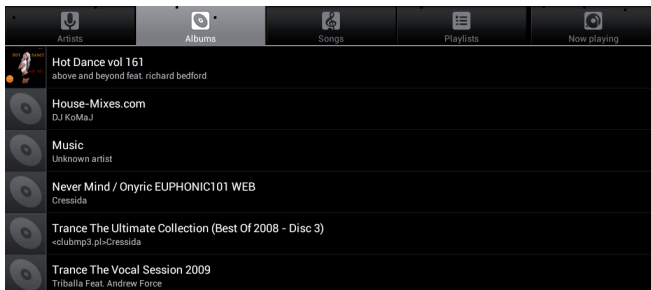 Artists
Albums
Songs
Playlists
Now playing
HOT DANCE
Hot Dance vol 161
above and beyond feat. richard bedford
House-Mixes.com
DJ KoMaJ
Music
Unknown artist
Never Mind / Onyric EUPHONIC101 WEB
Cressida
Trance The Ultimate Collection (Best Of 2008 - Disc 3)
<clubmp3.pl>Cressida
Trance The Vocal Session 2009
Triballa Feat. Andrew Force